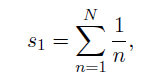 $s_1 = \sum_{n=1}^{N} \frac{1}{n},$